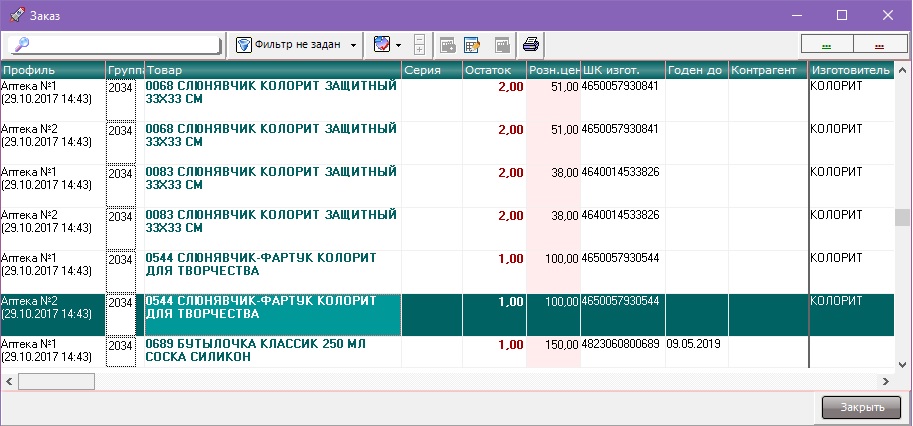 Заказ
Фильтр не задан
Профиль Группа Товар Серия Остаток Розн.цен ШК изгот. Годен до Контрагент Изготовитель
Аптека №1 2034 0068 СЛЮНЯВЧИК КОЛОРИТ ЗАЩИТНЫЙ 2,00 51,00 4650057930841 КОЛОРИТ
(29.10.2017 14:43) 33X33 СМ
Аптека №2 2034 0068 СЛЮНЯВЧИК КОЛОРИТ ЗАЩИТНЫЙ 2,00 51,00 4650057930841 КОЛОРИТ
(29.10.2017 14:43) 33X33 СМ
Аптека №1 2034 0083 СЛЮНЯВЧИК КОЛОРИТ ЗАЩИТНЫЙ 2,00 38,00 4640014533826 КОЛОРИТ
(29.10.2017 14:43) 33X33 СМ
Аптека №2 2034 0083 СЛЮНЯВЧИК КОЛОРИТ ЗАЩИТНЫЙ 2,00 38,00 4640014533826 КОЛОРИТ
(29.10.2017 14:43) 33X33 СМ
Аптека №1 2034 0544 СЛЮНЯВЧИК-ФАРТУК КОЛОРИТ 1,00 100,00 4650057930544 КОЛОРИТ
(29.10.2017 14:43) ДЛЯ ТВОРЧЕСТВА
Аптека №2 2034 0544 СЛЮНЯВЧИК-ФАРТУК КОЛОРИТ 1,00 100,00 4650057930544 КОЛОРИТ
(29.10.2017 14:43) ДЛЯ ТВОРЧЕСТВА
Аптека №1 2034 0689 БУТЫЛОЧКА КЛАССИК 250 МЛ 1,00 150,00 4823060800689 09.05.2019
(29.10.2017 14:43) СОСКА СИЛИКОН
Закрыть